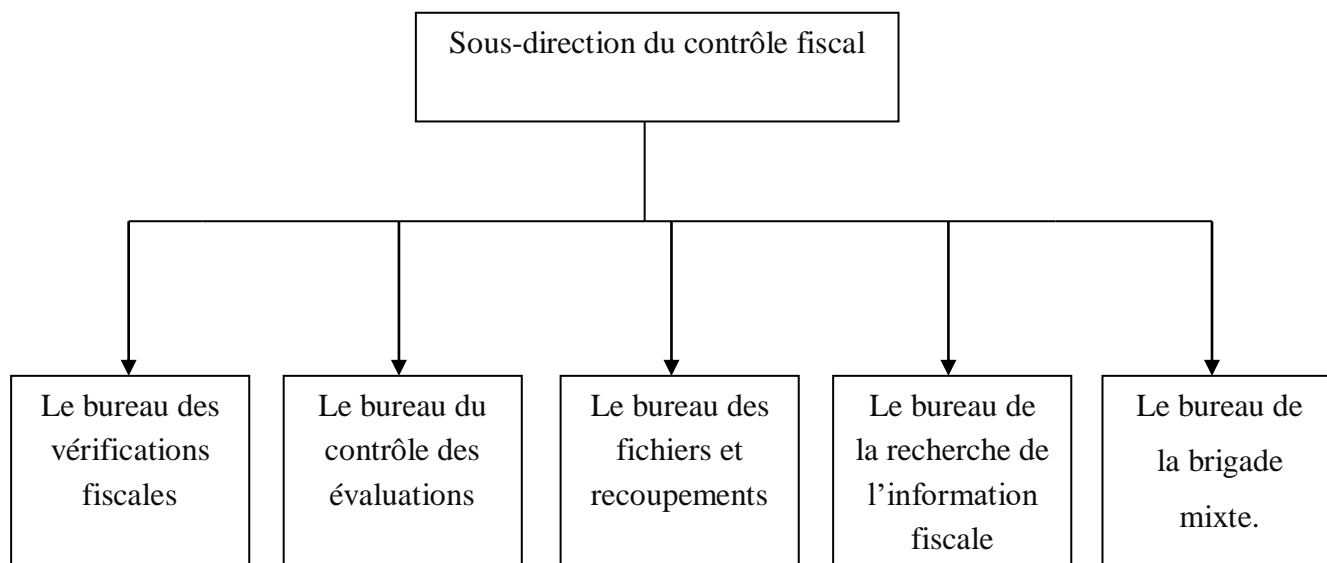 Sous-direction du contrôle fiscal
Le bureau des
vérifications
fiscales
Le bureau du
contrôle des
évaluations
Le bureau des
fichiers et
recoupements
Le bureau de
la recherche de
l’information
fiscale
Le bureau de
la brigade
mixte.